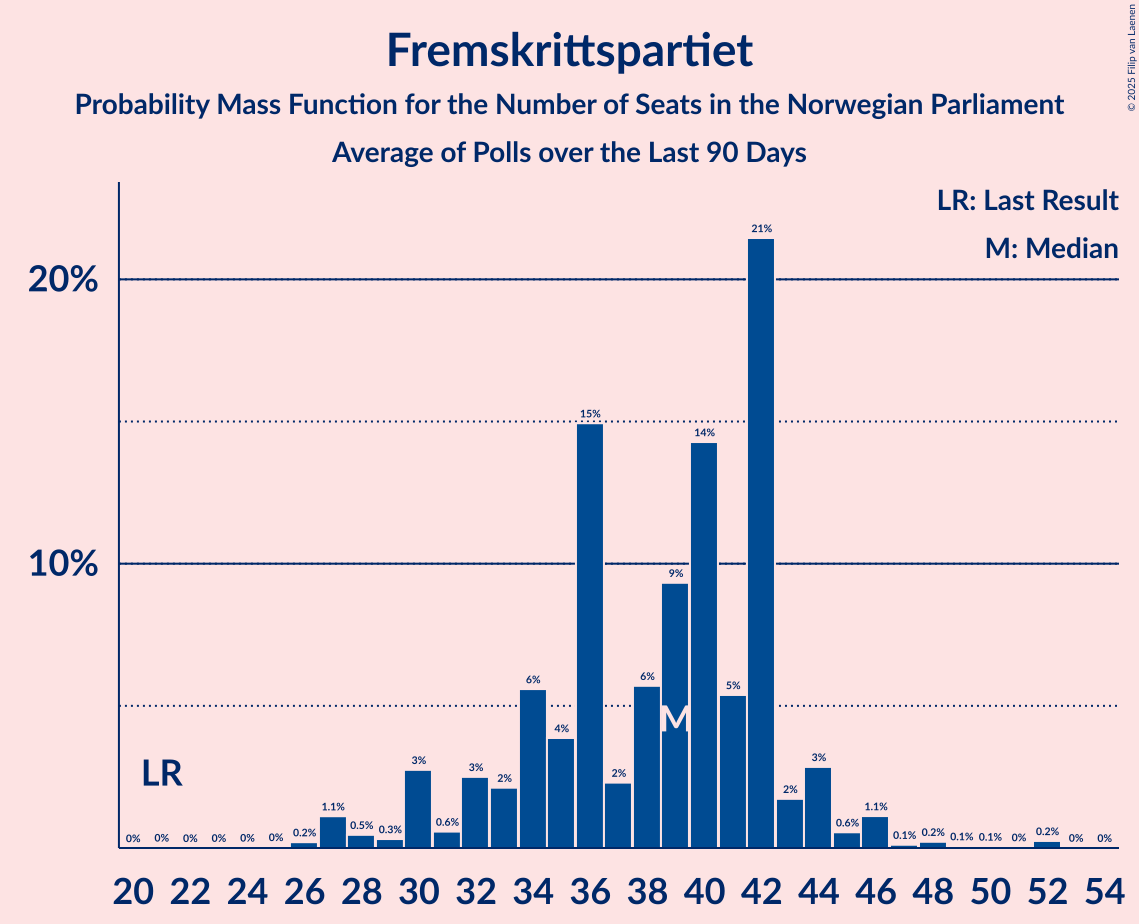 Fremskrittspartiet
Probability Mass Function for the Number of Seats in the Norwegian Parliament
Average of Polls over the Last 90 Days
© 2025 Filip van Laenen
LR: Last Result
M: Median
20%
10%
LR
M
0% 0% 0% 0% 0% 0% 0.2% 1.1% 0.5% 0.3% 3% 0.6% 3% 2% 6% 4% 15% 2% 6% 9% 14% 5% 21% 2% 3% 0.6% 1.1% 0.1% 0.2% 0.1% 0.1% 0% 0.2% 0% 0%
20 22 24 26 28 30 32 34 36 38 40 42 44 46 48 50 52 54